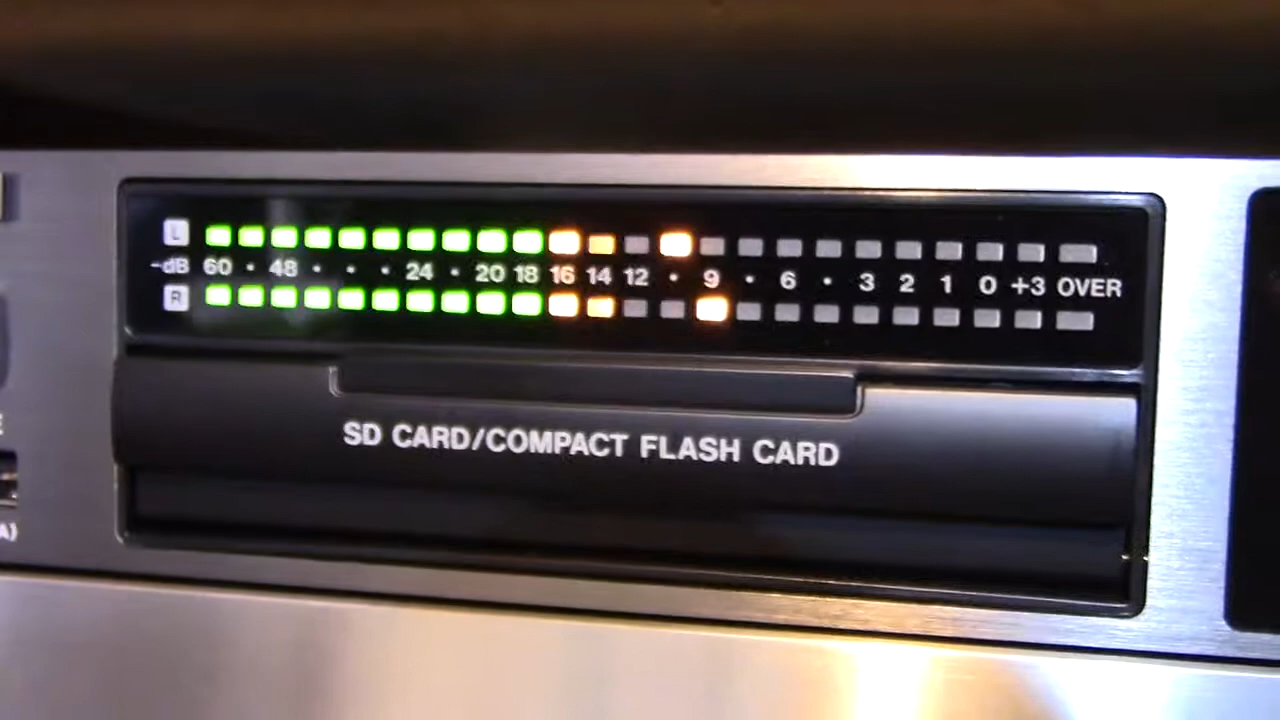 L
-dB 60 · 48 · · · 24 · 20 18 16 14 12 · 9 · 6 · 3 2 1 0 +3 OVER
R
SD CARD/COMPACT FLASH CARD
E
A)